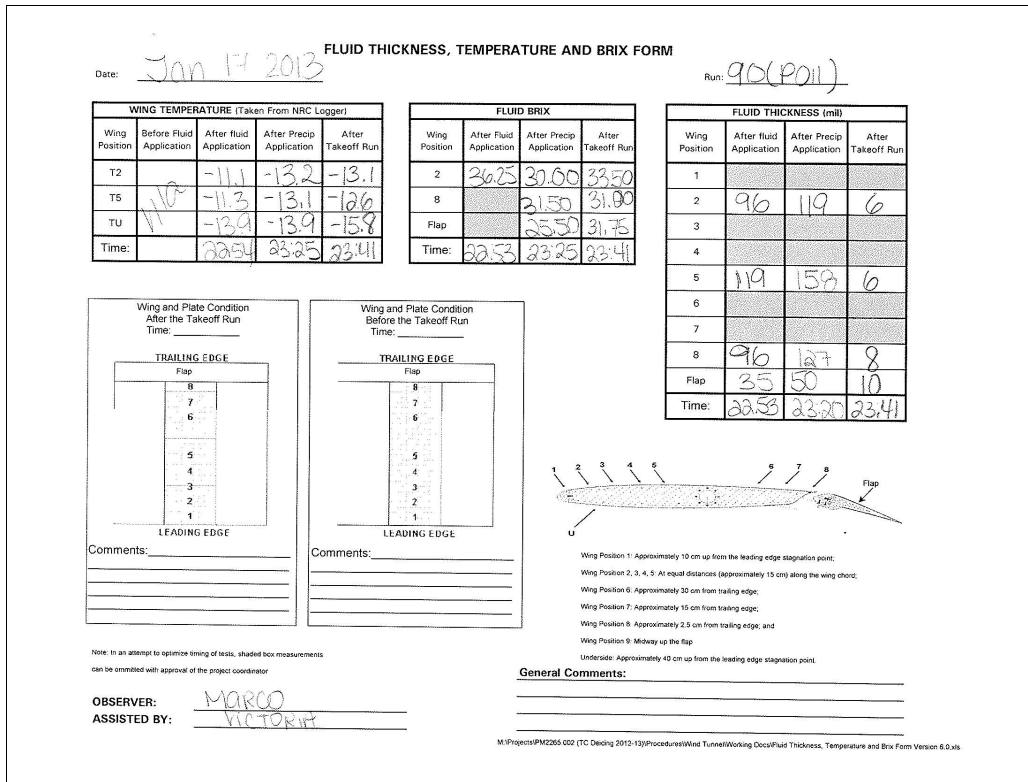 FLUID THICKNESS, TEMPERATURE AND BRIX FORM
Date: Jan 17 2013
Run: 90(P011)
WING TEMPERATURE (Taken From NRC Logger)
Wing Position Before Fluid Application After fluid Application After Precip Application After Takeoff Run
T2 -11.1 -13.2 -13.1
T5 n/a -11.3 -13.1 -12.6
TU -13.9 -13.9 -15.8
Time: 22:54 23:25 23:41
FLUID BRIX
Wing Position After Fluid Application After Precip Application After Takeoff Run
2 36.25 30.00 33.50
8 31.50 31.00
Flap 25.50 31.75
Time: 22:53 23:25 23:41
FLUID THICKNESS (mil)
Wing Position After fluid Application After Precip Application After Takeoff Run
1
2 96 119 6
3
4
5 119 158 6
6
7
8 96 127 8
Flap 35 50 10
Time: 22:53 23:20 23:41
Wing and Plate Condition
After the Takeoff Run
Time:
TRAILING EDGE
Flap
8
7
6
5
4
3
2
1
LEADING EDGE
Comments:
Wing and Plate Condition
Before the Takeoff Run
Time:
TRAILING EDGE
Flap
8
7
6
5
4
3
2
1
LEADING EDGE
Comments:
1 2 3 4 5 6 7 8
Flap
U
Wing Position 1: Approximately 10 cm up from the leading edge stagnation point;
Wing Position 2, 3, 4, 5: At equal distances (approximately 15 cm) along the wing chord;
Wing Position 6: Approximately 30 cm from trailing edge;
Wing Position 7: Approximately 15 cm from trailing edge;
Wing Position 8: Approximately 2.5 cm from trailing edge; and
Wing Position 9: Midway up the flap
Underside: Approximately 40 cm up from the leading edge stagnation point.
Note: In an attempt to optimize timing of tests, shaded box measurements
can be ommitted with approval of the project coordinator
General Comments:
OBSERVER: MARCO
ASSISTED BY: VICTORIA
M:\Projects\PM2265.002 (TC Deicing 2012-13)\Procedures\Wind Tunnel\Working Docs\Fluid Thickness, Temperature and Brix Form Version 6.0.xls